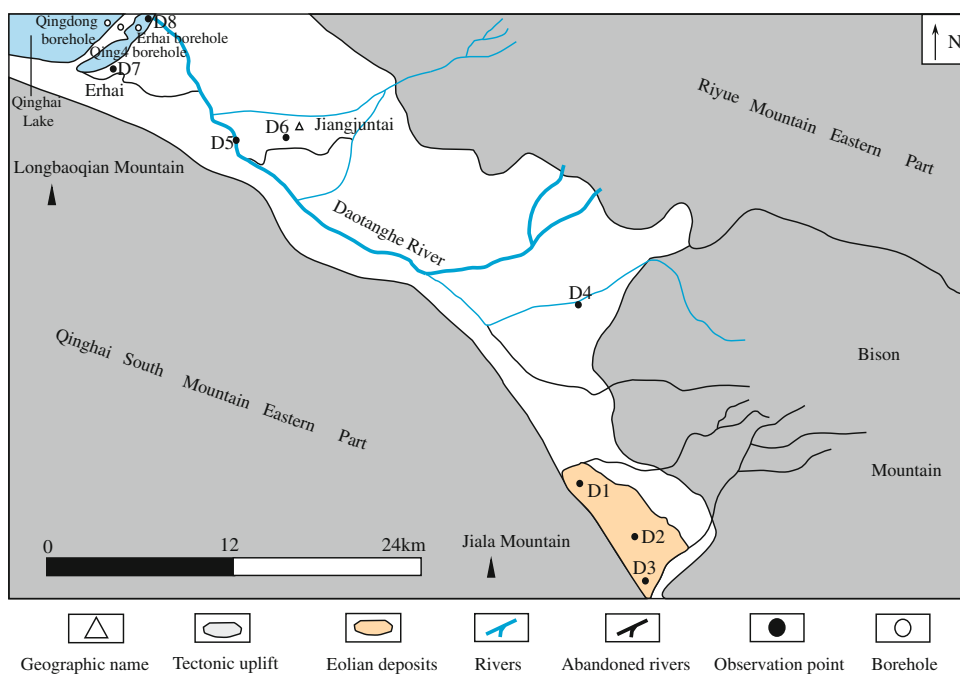 Qingdong
borehole
D8
Erhai borehole
Qing4 borehole
D7
Erhai
Qinghai
Lake
N
Riyue Mountain Eastern Part
D6
Jiangjuntai
D5
Longbaoqian Mountain
Daotanghe River
D4
Qinghai South Mountain Eastern Part
Bison
Mountain
D1
D2
D3
Jiala Mountain
0 12 24km
Geographic name
Tectonic uplift
Eolian deposits
Rivers
Abandoned rivers
Observation point
Borehole